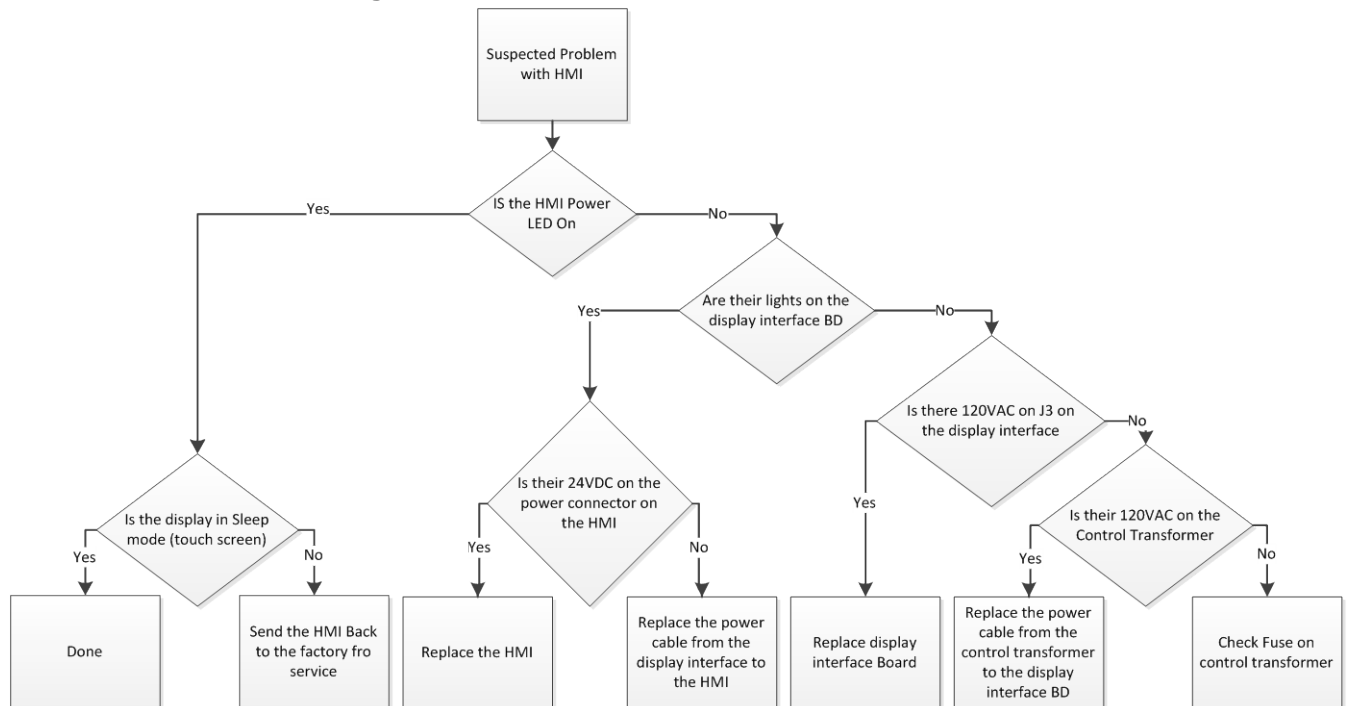 Suspected Problem
with HMI
IS the HMI Power
LED On
Yes
No
Are their lights on the
display interface BD
Yes
No
Is there 120VAC on J3 on
the display interface
No
Is the display in Sleep
mode (touch screen)
Is their 24VDC on the
power connector on
the HMI
Yes
Is their 120VAC on the
Control Transformer
Yes
No
Yes
No
Yes
No
Done
Send the HMI Back
to the factory fro
service
Replace the HMI
Replace the power
cable from the
display interface to
the HMI
Replace display
interface Board
Replace the power
cable from the
control transformer
to the display
interface BD
Check Fuse on
control transformer